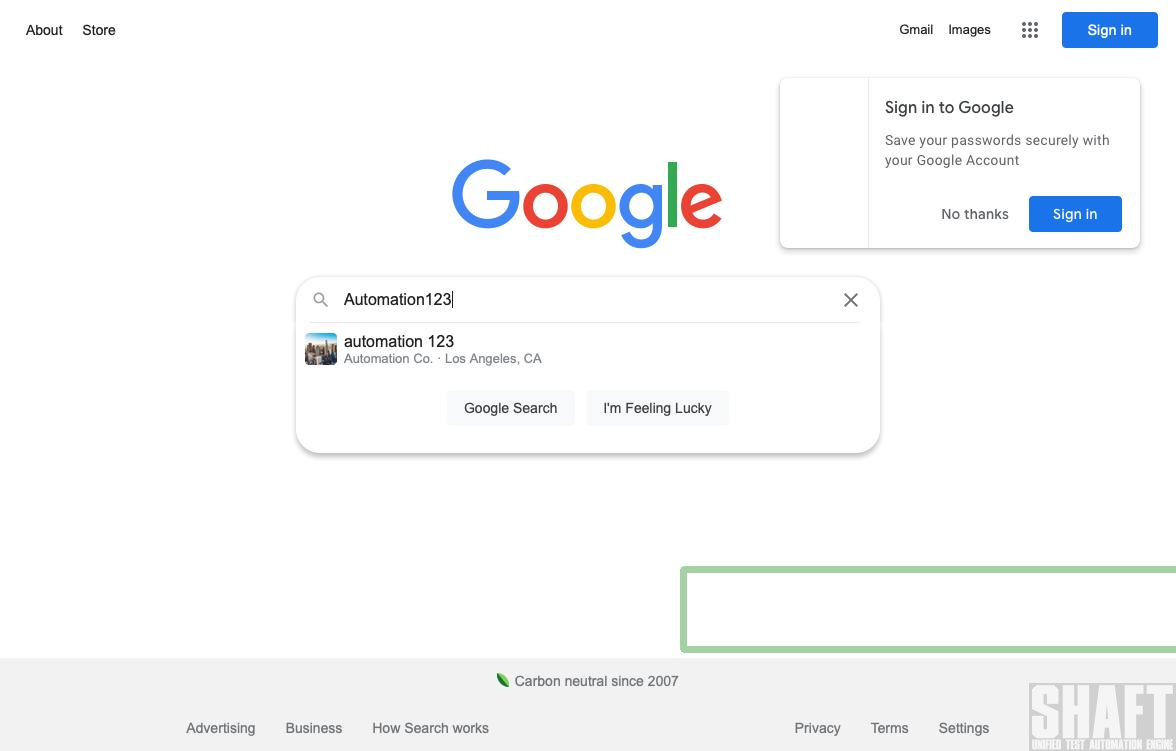 About Store
Gmail Images Sign in
Sign in to Google
Save your passwords securely with
your Google Account
No thanks Sign in
Google
Automation123
automation 123
Automation Co. · Los Angeles, CA
Google Search I'm Feeling Lucky
Carbon neutral since 2007
Advertising Business How Search works
Privacy Terms Settings
SHAFT
UNIFIED TEST AUTOMATION ENGINE